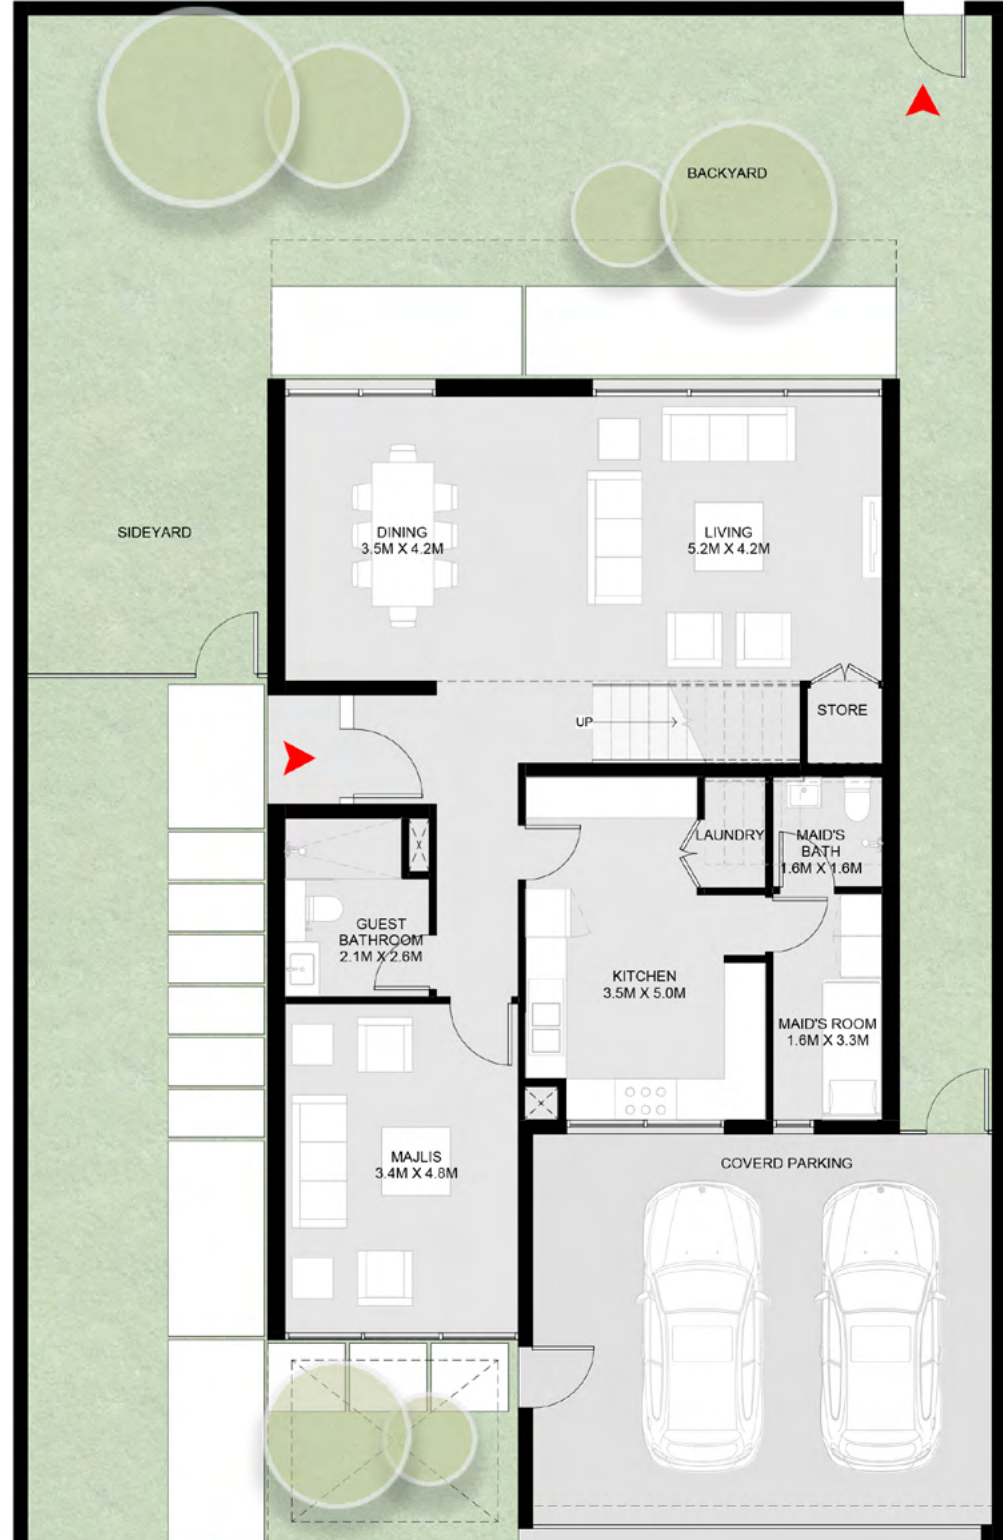 BACKYARD
SIDEYARD
DINING
3.5M X 4.2M
LIVING
5.2M X 4.2M
STORE
UP
LAUNDRY
MAID'S
BATH
1.6M X 1.6M
GUEST
BATHROOM
2.1M X 2.6M
KITCHEN
3.5M X 5.0M
MAID'S ROOM
1.6M X 3.3M
MAJLIS
3.4M X 4.8M
COVERD PARKING